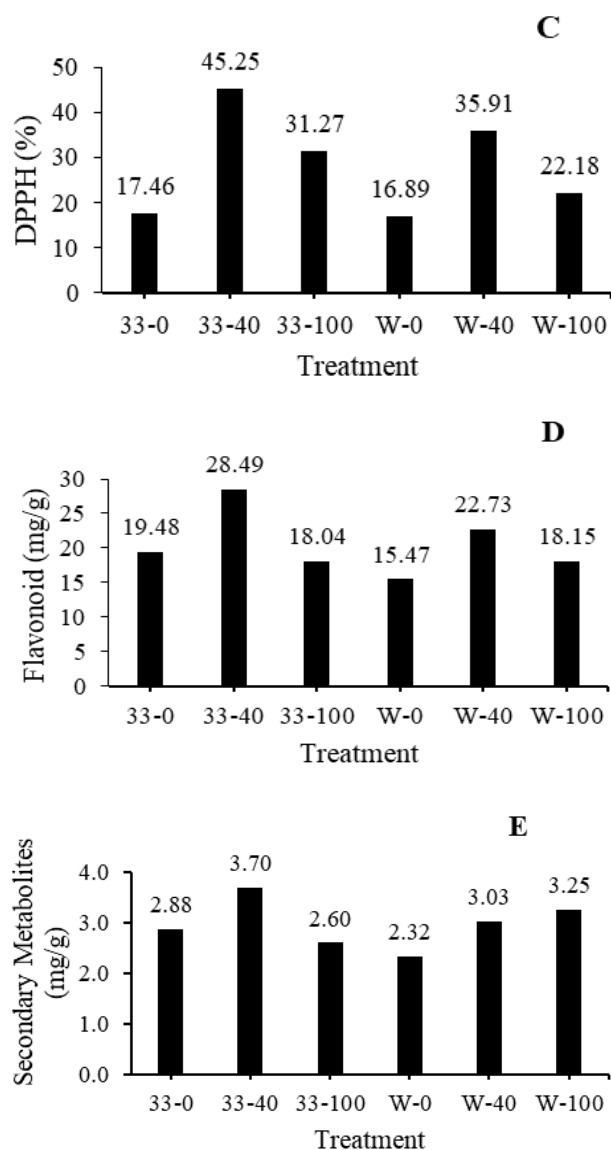 C
50
40
30
20
10
0
DPPH (%)
17.46
45.25
31.27
16.89
35.91
22.18
33-0 33-40 33-100 W-0 W-40 W-100
Treatment
D
30
25
20
15
10
5
0
Flavonoid (mg/g)
19.48
28.49
18.04
15.47
22.73
18.15
33-0 33-40 33-100 W-0 W-40 W-100
Treatment
E
4.0
3.0
2.0
1.0
0.0
Secondary Metabolites
(mg/g)
2.88
3.70
2.60
2.32
3.03
3.25
33-0 33-40 33-100 W-0 W-40 W-100
Treatment